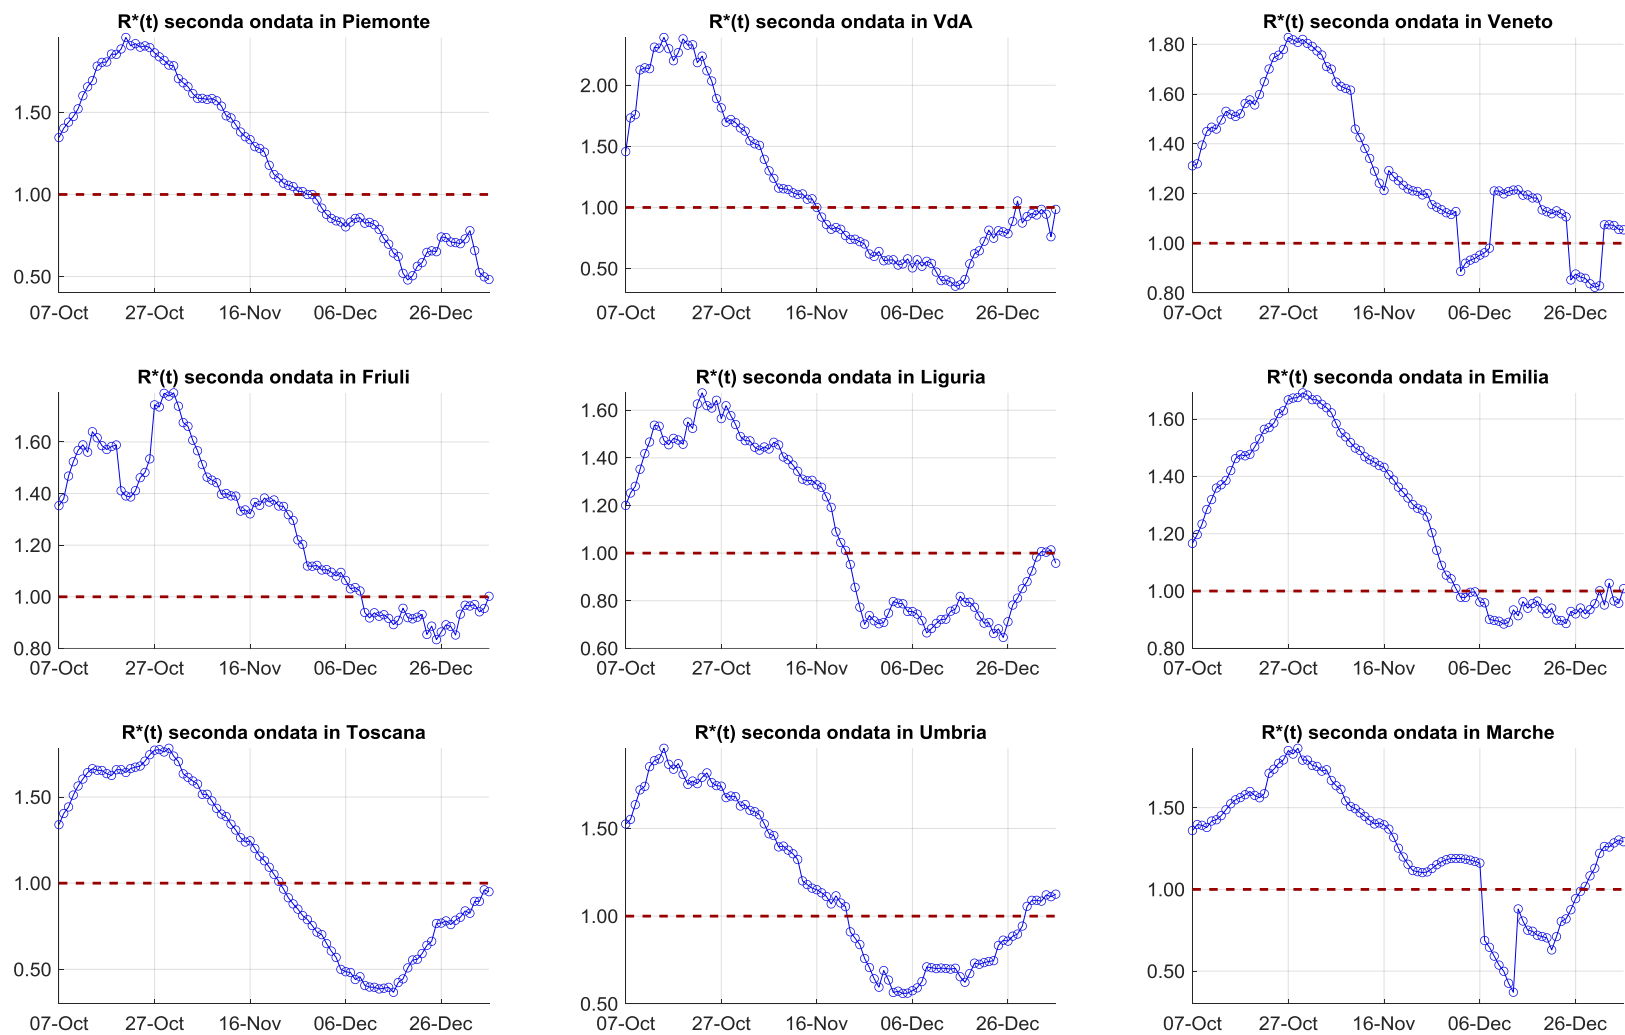 R*(t) seconda ondata in Piemonte
1.50
1.00
0.50
07-Oct 27-Oct 16-Nov 06-Dec 26-Dec
R*(t) seconda ondata in VdA
2.00
1.50
1.00
0.50
07-Oct 27-Oct 16-Nov 06-Dec 26-Dec
R*(t) seconda ondata in Veneto
1.80
1.60
1.40
1.20
1.00
0.80
07-Oct 27-Oct 16-Nov 06-Dec 26-Dec
R*(t) seconda ondata in Friuli
1.60
1.40
1.20
1.00
0.80
07-Oct 27-Oct 16-Nov 06-Dec 26-Dec
R*(t) seconda ondata in Liguria
1.60
1.40
1.20
1.00
0.80
0.60
07-Oct 27-Oct 16-Nov 06-Dec 26-Dec
R*(t) seconda ondata in Emilia
1.60
1.40
1.20
1.00
0.80
07-Oct 27-Oct 16-Nov 06-Dec 26-Dec
R*(t) seconda ondata in Toscana
1.50
1.00
0.50
07-Oct 27-Oct 16-Nov 06-Dec 26-Dec
R*(t) seconda ondata in Umbria
1.50
1.00
0.50
07-Oct 27-Oct 16-Nov 06-Dec 26-Dec
R*(t) seconda ondata in Marche
1.50
1.00
0.50
07-Oct 27-Oct 16-Nov 06-Dec 26-Dec